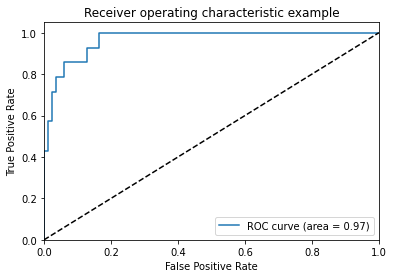 Receiver operating characteristic example
1.0
0.8
0.6
0.4
0.2
0.0
True Positive Rate
ROC curve (area = 0.97)
0.0 0.2 0.4 0.6 0.8 1.0
False Positive Rate